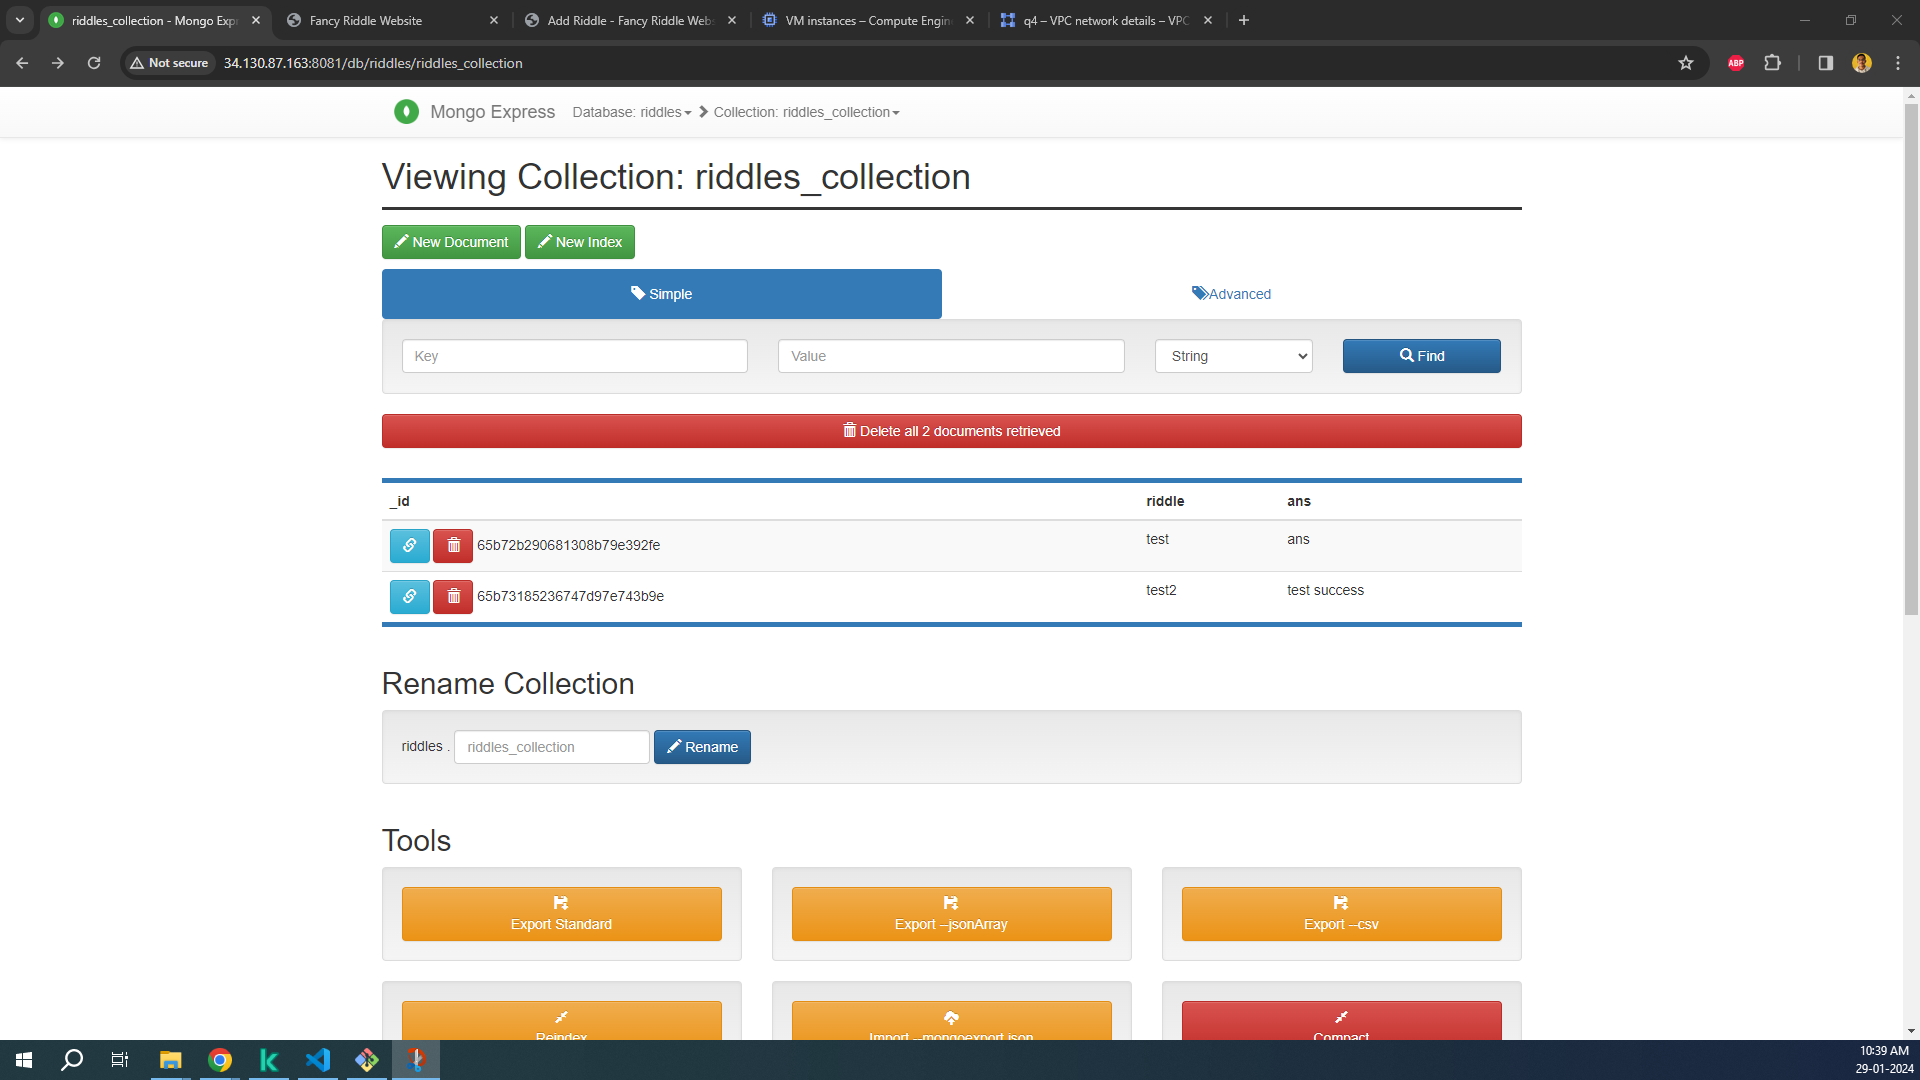 riddles_collection - Mongo Expr
Fancy Riddle Website
Add Riddle - Fancy Riddle Webs
VM instances – Compute Engin
q4 – VPC network details – VPC
Not secure
34.130.87.163:8081/db/riddles/riddles_collection
ABP
Mongo Express
Database: riddles
Collection: riddles_collection
Viewing Collection: riddles_collection
New Document
New Index
Simple
Advanced
Key
Value
String
Find
Delete all 2 documents retrieved
_id
riddle
ans
65b72b290681308b79e392fe
test
ans
65b73185236747d97e743b9e
test2
test success
Rename Collection
riddles .
riddles_collection
Rename
Tools
Export Standard
Export --jsonArray
Export --csv
Reindex
Import --mongoexport json
Compact
10:39 AM
29-01-2024